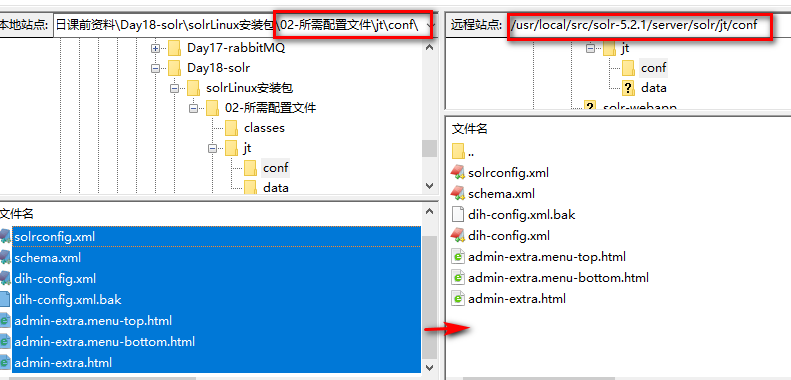 本地站点: 日课前资料\Day18-solr\solrLinux安装包\02-所需配置文件\jt\conf\
Day17-rabbitMQ
Day18-solr
solrLinux安装包
02-所需配置文件
classes
jt
conf
data
文件名
solrconfig.xml
schema.xml
dih-config.xml
dih-config.xml.bak
admin-extra.menu-top.html
admin-extra.menu-bottom.html
admin-extra.html
远程站点: /usr/local/src/solr-5.2.1/server/solr/jt/conf
jt
conf
data
solr-webapp
文件名
..
solrconfig.xml
schema.xml
dih-config.xml.bak
dih-config.xml
admin-extra.menu-top.html
admin-extra.menu-bottom.html
admin-extra.html